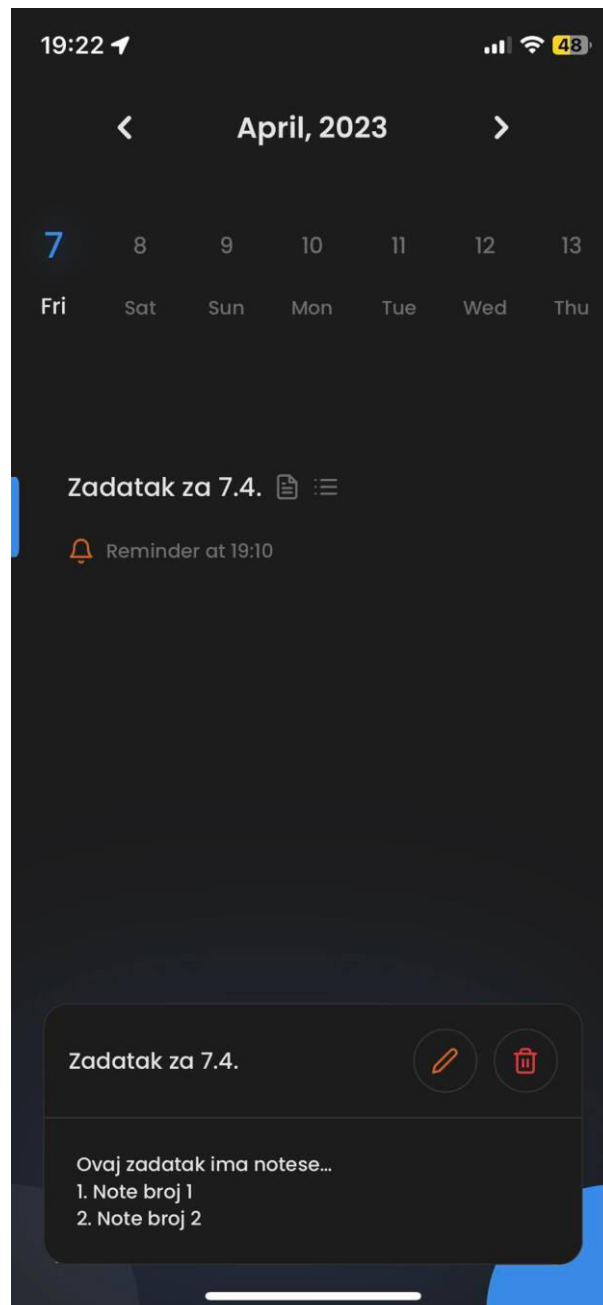 19:22
48
April, 2023
7 8 9 10 11 12 13
Fri Sat Sun Mon Tue Wed Thu
Zadatak za 7.4.
Reminder at 19:10
Zadatak za 7.4.
Ovaj zadatak ima notese...
1. Note broj 1
2. Note broj 2